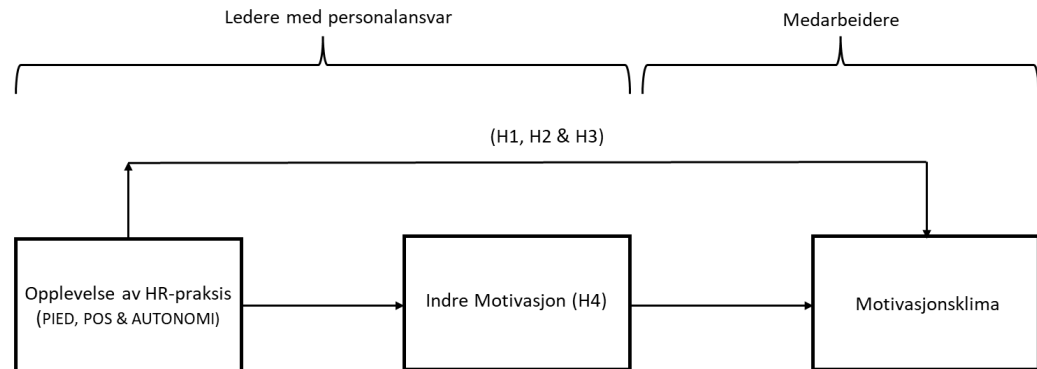 Ledere med personalansvar
Medarbeidere
(H1, H2 & H3)
Opplevelse av HR-praksis
(PIED, POS & AUTONOMI)
Indre Motivasjon (H4)
Motivasjonsklima